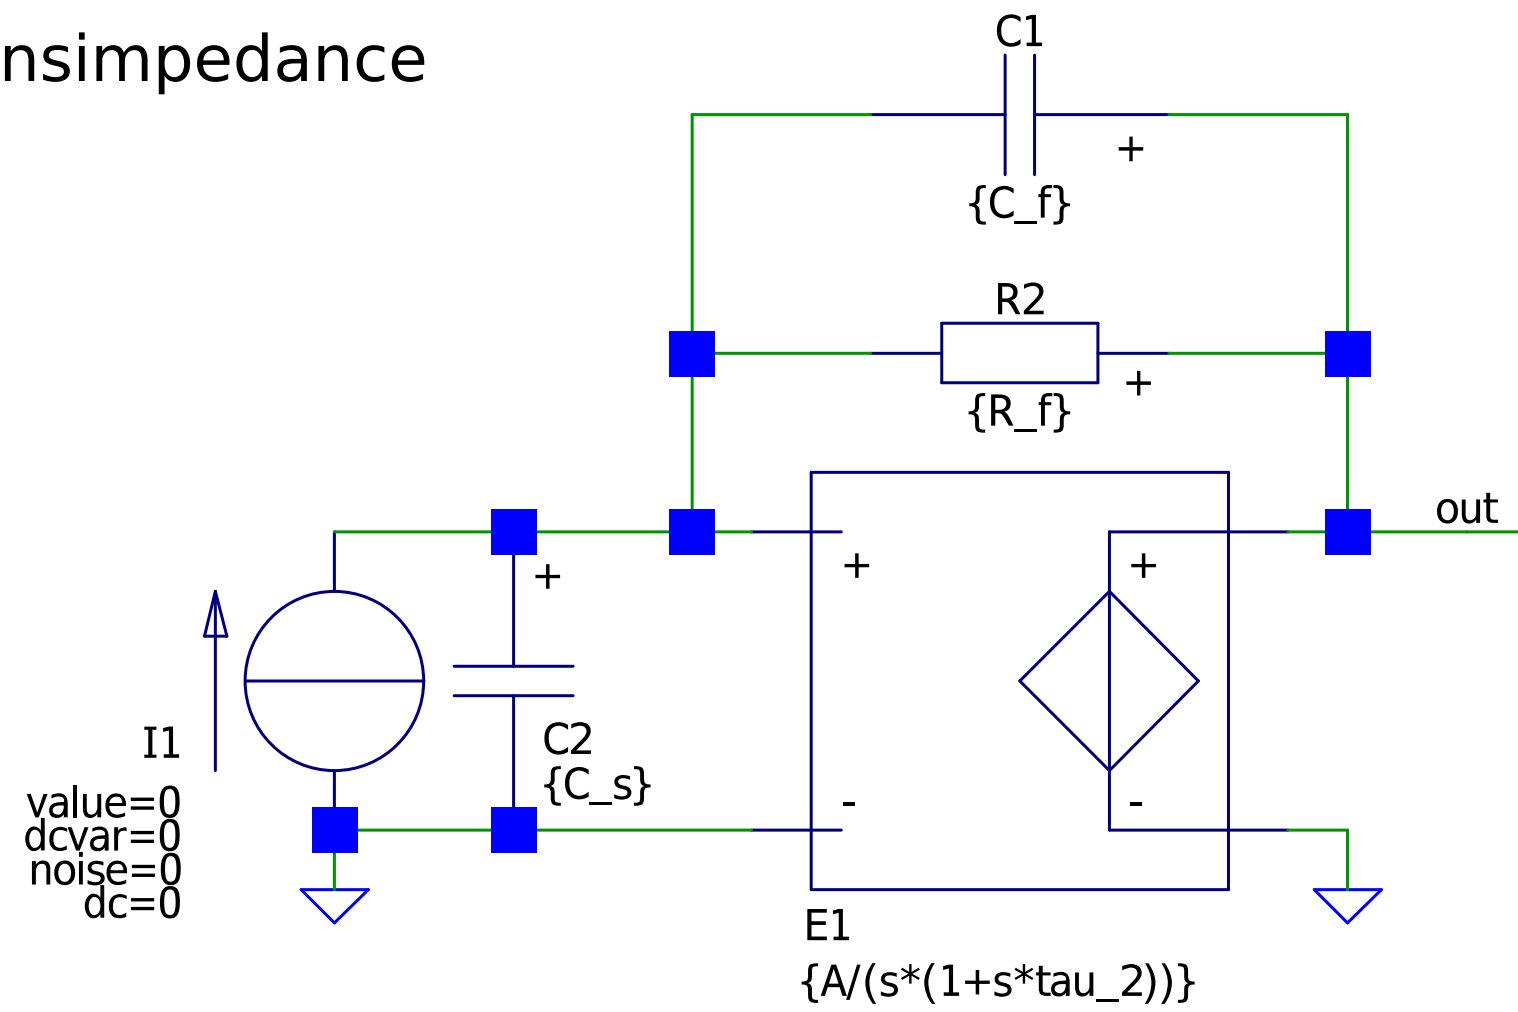 nsimpedance
C1
+
{C_f}
R2
+
{R_f}
out
+
+
+
I1
C2
{C_s}
-
-
value=0
dcvar=0
noise=0
dc=0
E1
{A/(s*(1+s*tau_2))}